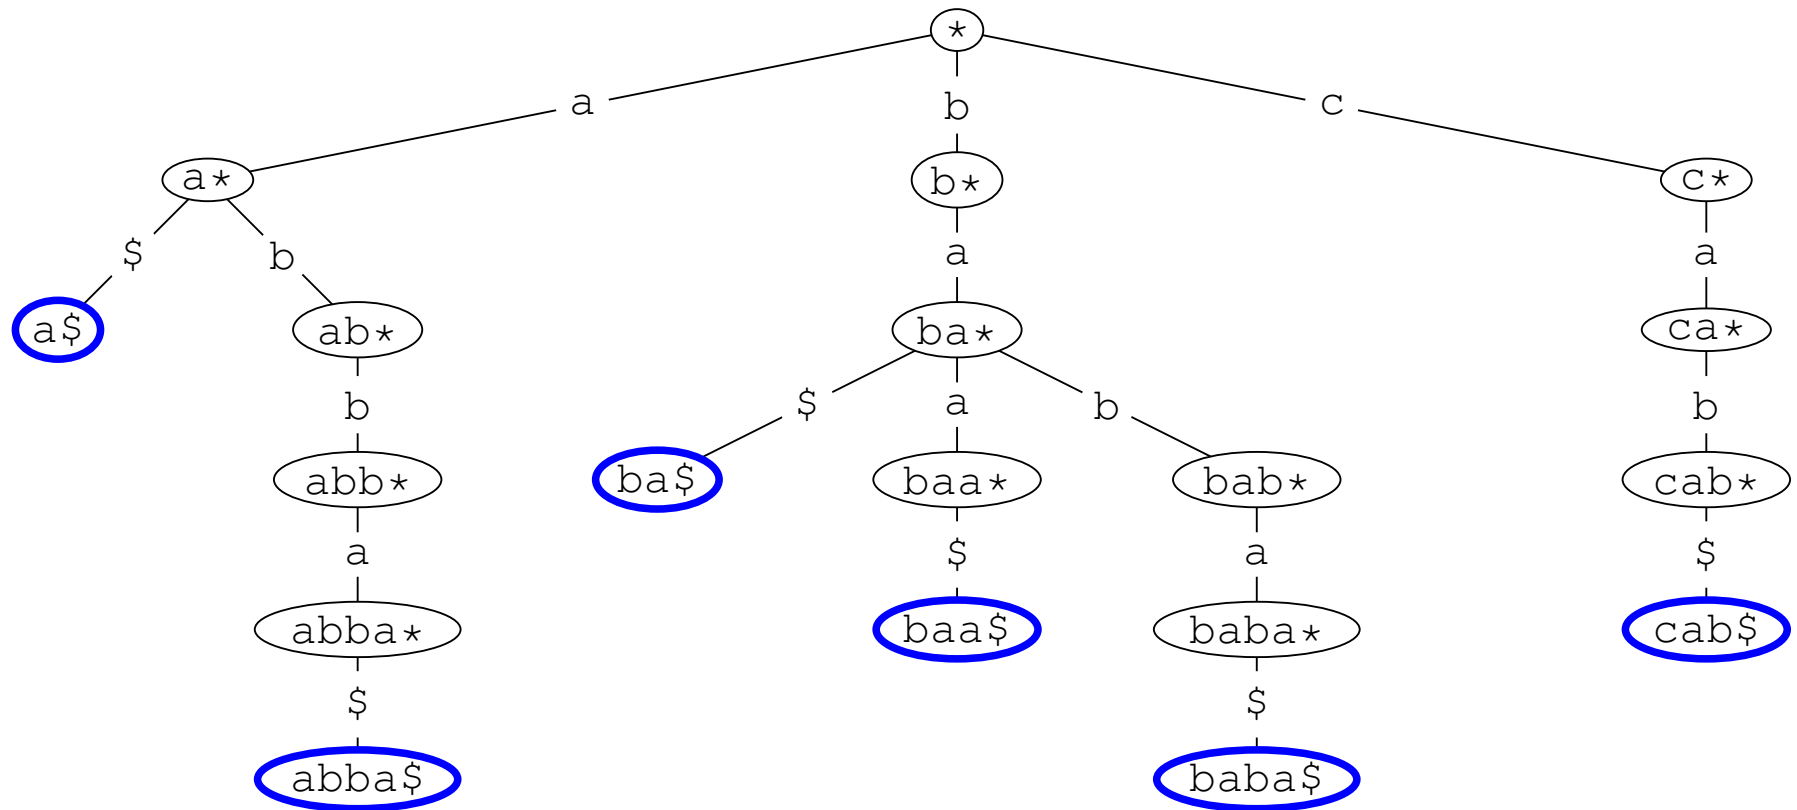 *
a b c
a* b* c*
$ b a a
a$ ab* ba* ca*
b $ a b b
abb* ba$ baa* bab* cab*
a $ a $
abba* baa$ baba* cab$
$ $
abba$ baba$